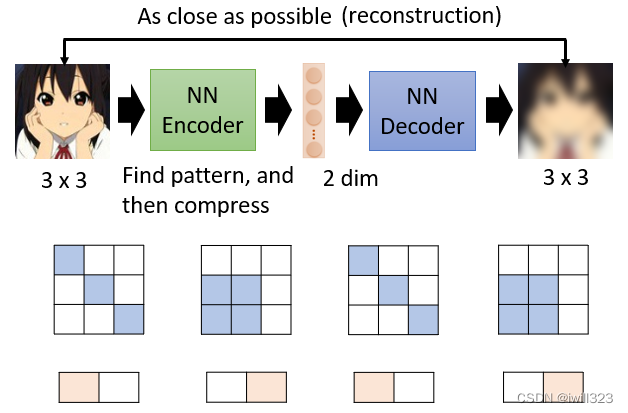 As close as possible (reconstruction)
NN
Encoder
NN
Decoder
3 x 3
Find pattern, and
then compress
2 dim
3 x 3
CSDN @iwill323